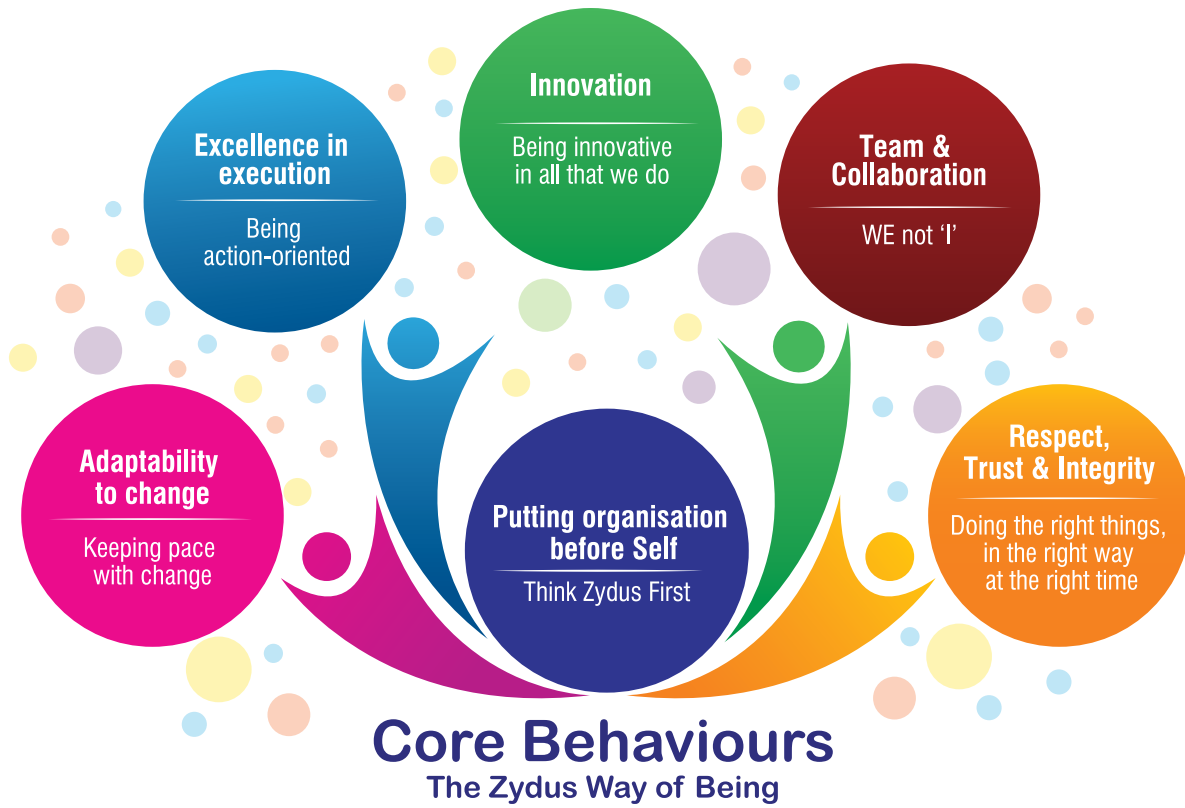 Innovation
Being innovative
in all that we do
Excellence in
execution
Being
action-oriented
Team &
Collaboration
WE not ‘I’
Adaptability
to change
Keeping pace
with change
Putting organisation
before Self
Think Zydus First
Respect,
Trust & Integrity
Doing the right things,
in the right way
at the right time
Core Behaviours
The Zydus Way of Being